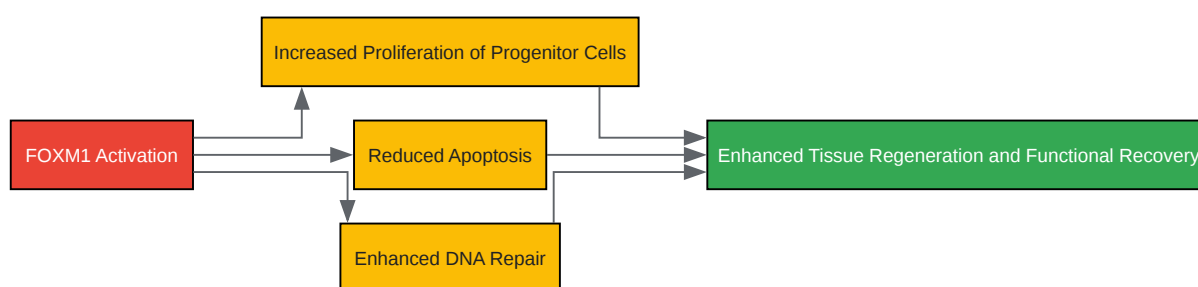 Increased Proliferation of Progenitor Cells
FOXM1 Activation
Reduced Apoptosis
Enhanced Tissue Regeneration and Functional Recovery
Enhanced DNA Repair